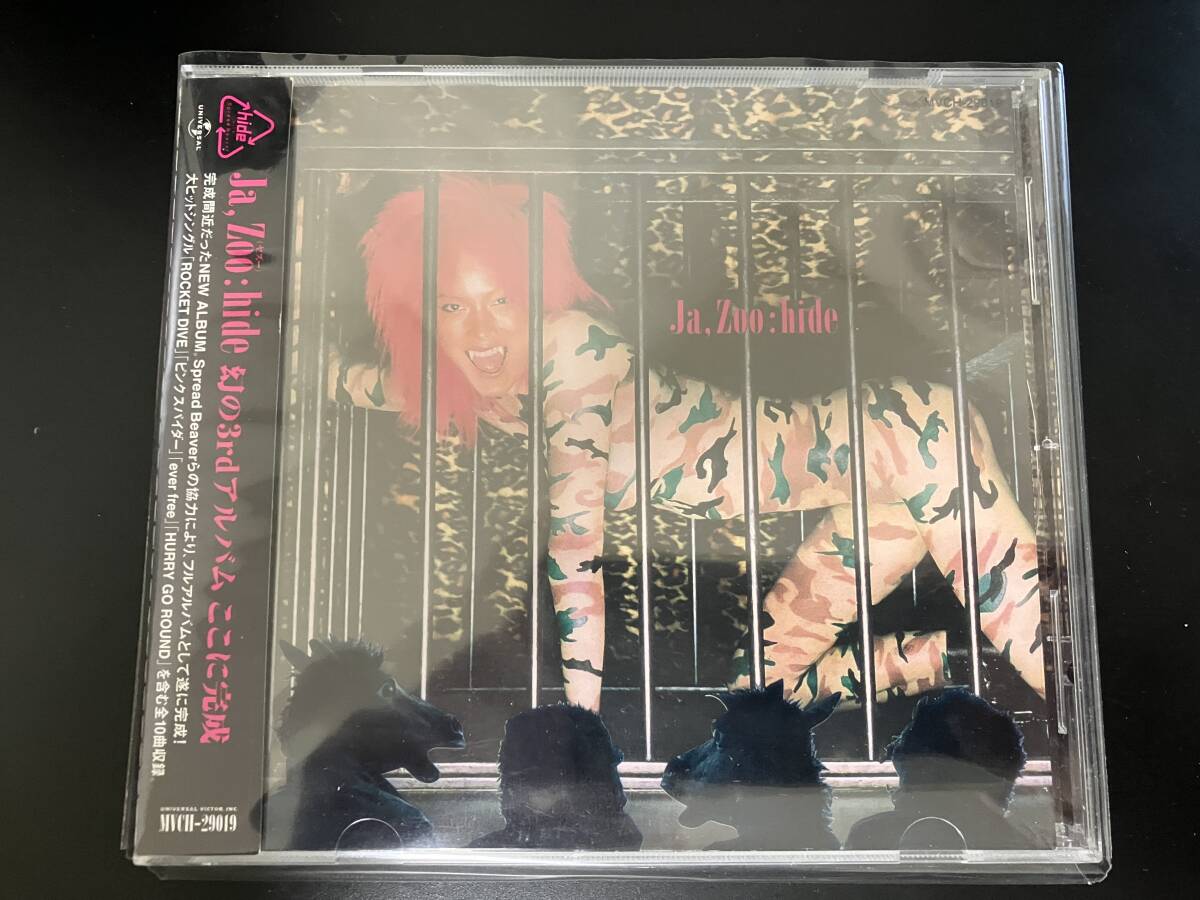 hide
UNIVERSAL
Ja, Zoo : hide 幻の3rdアルバム ここに完成
(ヤズー)
完成間近だったNEW ALBUM。Spread Beaverらの協力により、フルアルバムとして遂に完成!
大ヒットシングル「ROCKET DIVE」「ピンクスパイダー」「ever free」「HURRY GO ROUND」を含む全10曲収録
UNIVERSAL VICTOR, INC.
MVCH-29019
MVCH-29019
Ja, Zoo : hide